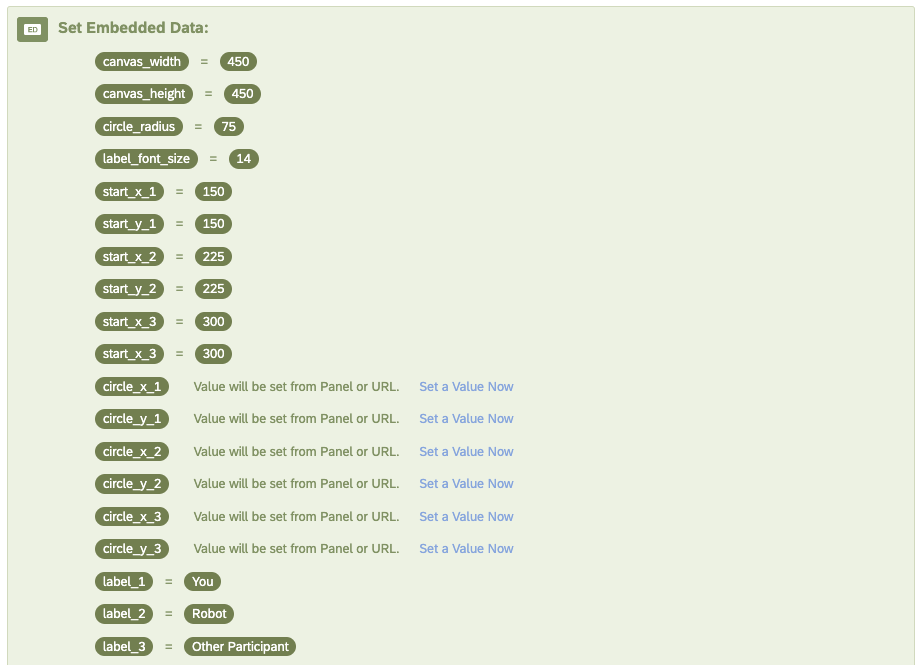 ED Set Embedded Data:
canvas_width = 450
canvas_height = 450
circle_radius = 75
label_font_size = 14
start_x_1 = 150
start_y_1 = 150
start_x_2 = 225
start_y_2 = 225
start_x_3 = 300
start_x_3 = 300
circle_x_1 Value will be set from Panel or URL. Set a Value Now
circle_y_1 Value will be set from Panel or URL. Set a Value Now
circle_x_2 Value will be set from Panel or URL. Set a Value Now
circle_y_2 Value will be set from Panel or URL. Set a Value Now
circle_x_3 Value will be set from Panel or URL. Set a Value Now
circle_y_3 Value will be set from Panel or URL. Set a Value Now
label_1 = You
label_2 = Robot
label_3 = Other Participant